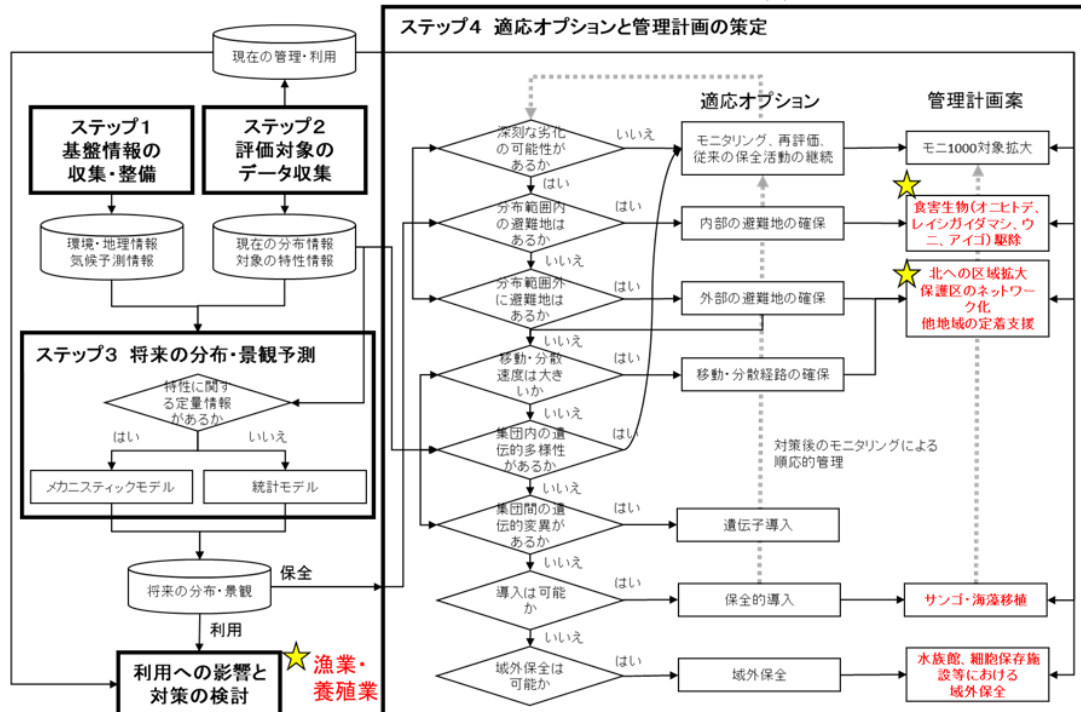 ステップ4 適応オプションと管理計画の策定
現在の管理・利用
ステップ1
基盤情報の
収集・整備
ステップ2
評価対象の
データ収集
環境・地理情報
気候予測情報
現在の分布情報
対象の特性情報
ステップ3 将来の分布・景観予測
特性に関す
る定量情報
があるか
はい
いいえ
メカニスティックモデル
統計モデル
将来の分布・景観
保全
利用
利用への影響と
対策の検討
漁業・
養殖業
適応オプション
管理計画案
深刻な劣化
の可能性が
あるか
いいえ
モニタリング、再評価、
従来の保全活動の継続
モニ1000対象拡大
はい
分布範囲内
の避難地は
あるか
はい
内部の避難地の確保
食害生物(オニヒトデ、
レイシガイダマシ、ウ
ニ、アイゴ)駆除
いいえ
分布範囲外
に避難地は
あるか
はい
外部の避難地の確保
北への区域拡大
保護区のネットワー
ク化
他地域の定着支援
いいえ
移動・分散
速度は大き
いか
はい
移動・分散経路の確保
いいえ
集団内の遺
伝的多様性
があるか
はい
対策後のモニタリングによる
順応的管理
いいえ
集団間の遺
伝的変異が
あるか
はい
遺伝子導入
いいえ
導入は可能
か
はい
保全的導入
サンゴ・海藻移植
いいえ
域外保全は
可能か
はい
域外保全
水族館、細胞保存施
設等における
域外保全